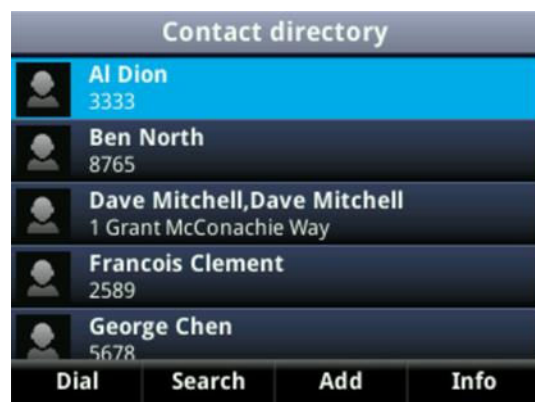 Contact directory
Al Dion
3333
Ben North
8765
Dave Mitchell,Dave Mitchell
1 Grant McConachie Way
Francois Clement
2589
George Chen
5678
Dial Search Add Info